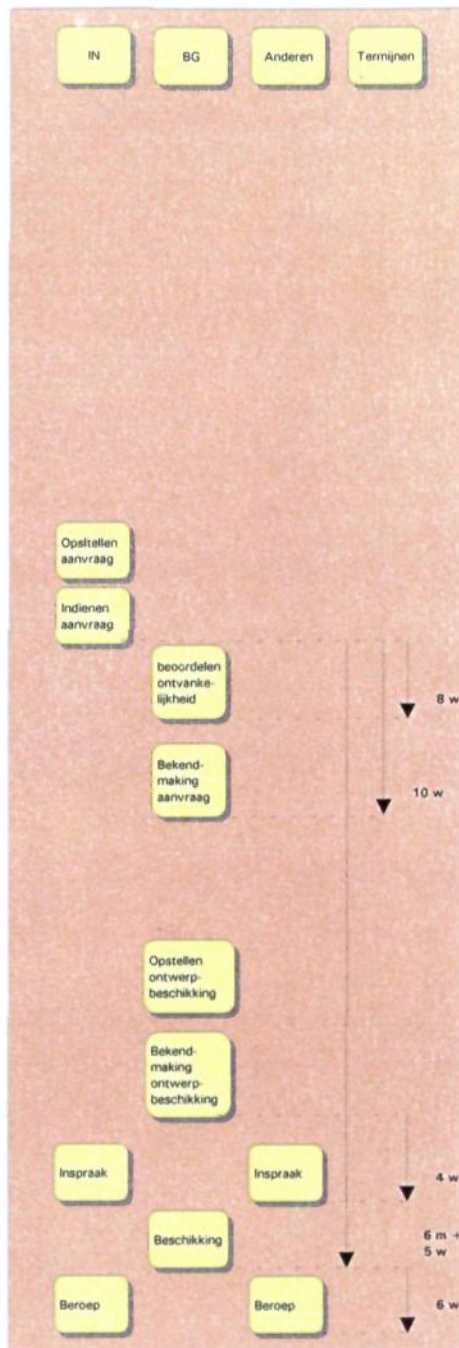 IN
BG
Anderen
Termijnen
Opsltellen
aanvraag
Indienen
aanvraag
beoordelen
ontvanke-
lijkheid
8 w
Bekend-
making
aanvraag
10 w
Opstellen
ontwerp-
beschikking
Bekend-
making
ontwerp-
beschikking
Inspraak
Inspraak
4 w
Beschikking
6 m +
5 w
Beroep
Beroep
6 w